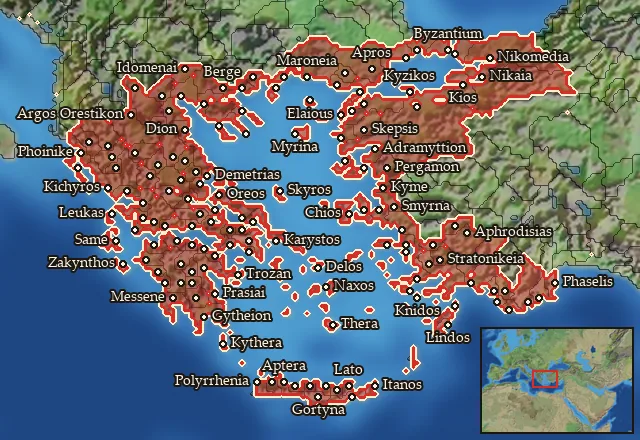 Byzantium
Apros
Maroneia
Nikomedia
Idomenai
Berge
Kyzikos
Nikaia
Kios
Argos Orestikon
Elaious
Dion
Skepsis
Myrina
Adramyttion
Phoinike
Pergamon
Demetrias
Kichyros
Oreos
Skyros
Kyme
Leukas
Chios
Smyrna
Same
Karystos
Aphrodisias
Zakynthos
Trozan
Delos
Stratonikeia
Messene
Prasiai
Naxos
Phaselis
Gytheion
Thera
Knidos
Kythera
Lindos
Aptera
Lato
Polyrrhenia
Itanos
Gortyna